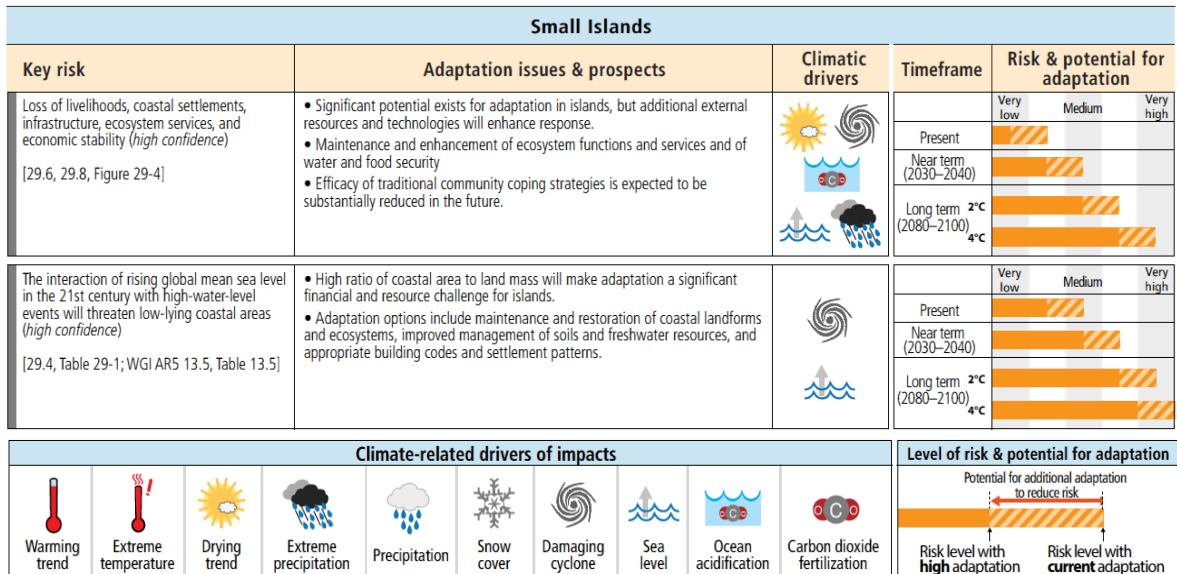 Small Islands
Key risk
Adaptation issues & prospects
Climatic
drivers
Timeframe
Risk & potential for
adaptation
Loss of livelihoods, coastal settlements,
infrastructure, ecosystem services, and
economic stability (high confidence)
[29.6, 29.8, Figure 29-4]
• Significant potential exists for adaptation in islands, but additional external
resources and technologies will enhance response.
• Maintenance and enhancement of ecosystem functions and services and of
water and food security
• Efficacy of traditional community coping strategies is expected to be
substantially reduced in the future.
C
Very
low
Medium
Very
high
Present
Near term
(2030–2040)
Long term
(2080–2100)
2°C
4°C
The interaction of rising global mean sea level
in the 21st century with high-water-level
events will threaten low-lying coastal areas
(high confidence)
[29.4, Table 29-1; WGI AR5 13.5, Table 13.5]
• High ratio of coastal area to land mass will make adaptation a significant
financial and resource challenge for islands.
• Adaptation options include maintenance and restoration of coastal landforms
and ecosystems, improved management of soils and freshwater resources, and
appropriate building codes and settlement patterns.
Very
low
Medium
Very
high
Present
Near term
(2030–2040)
Long term
(2080–2100)
2°C
4°C
Climate-related drivers of impacts
!
Warming
trend
Extreme
temperature
Drying
trend
Extreme
precipitation
Precipitation
Snow
cover
Damaging
cyclone
Sea
level
C
Ocean
acidification
C
Carbon dioxide
fertilization
Level of risk & potential for adaptation
Potential for additional adaptation
to reduce risk
Risk level with
high adaptation
Risk level with
current adaptation